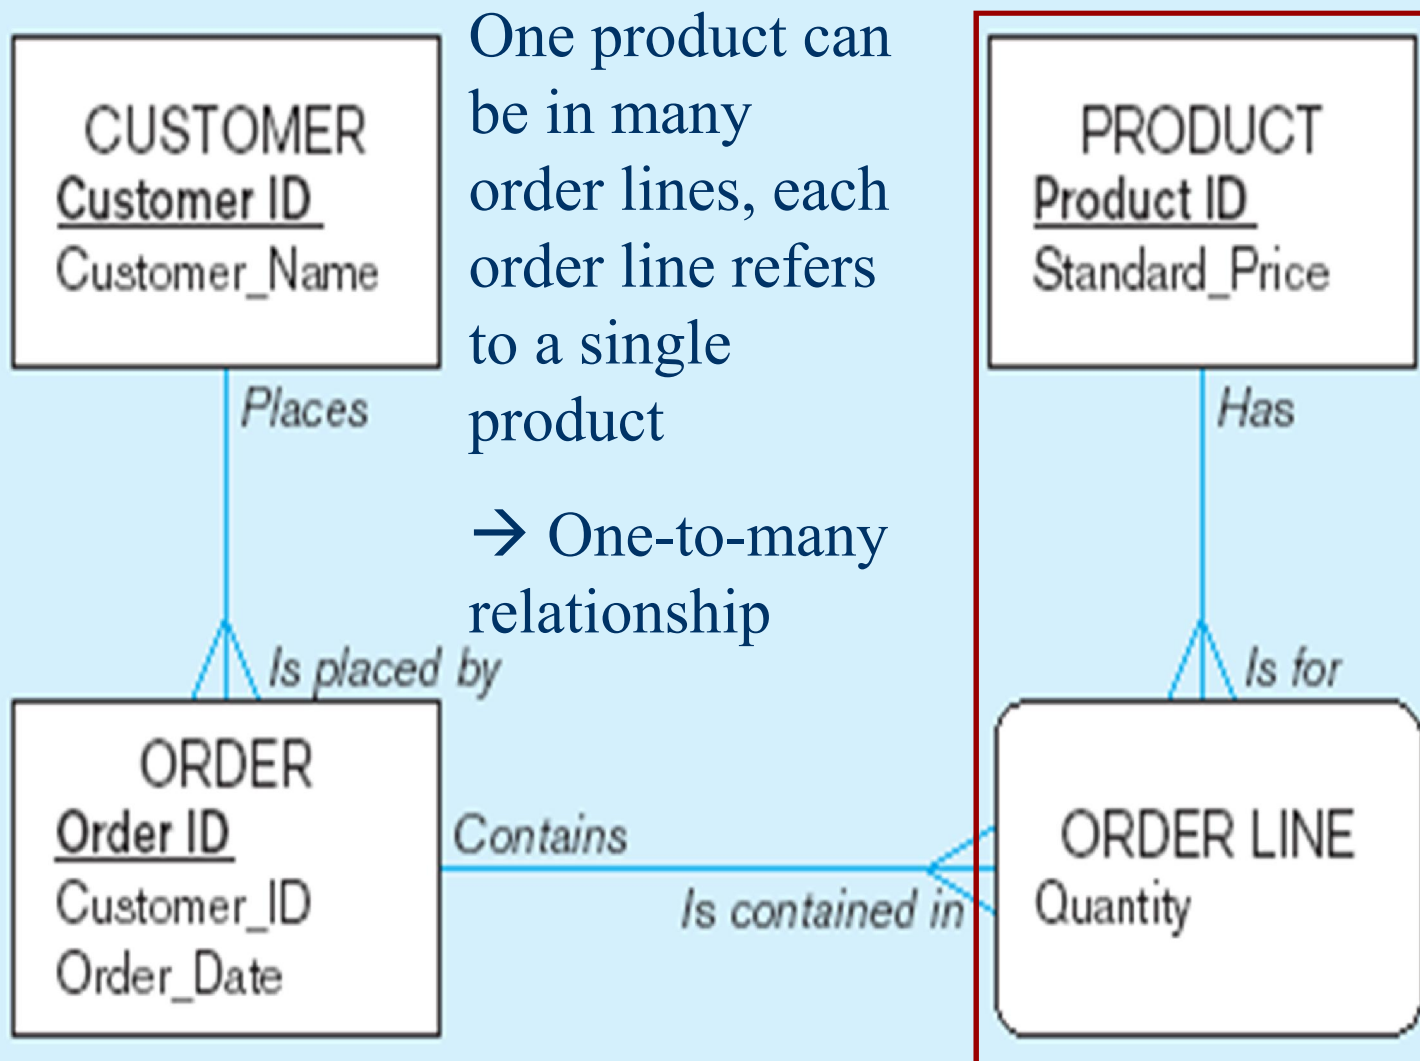 CUSTOMER
Customer ID
Customer_Name
One product can
be in many
order lines, each
order line refers
to a single
product
→ One-to-many
relationship
PRODUCT
Product ID
Standard_Price
Places
Has
Is placed by
Is for
ORDER
Order ID
Customer_ID
Order_Date
Contains
Is contained in
ORDER LINE
Quantity